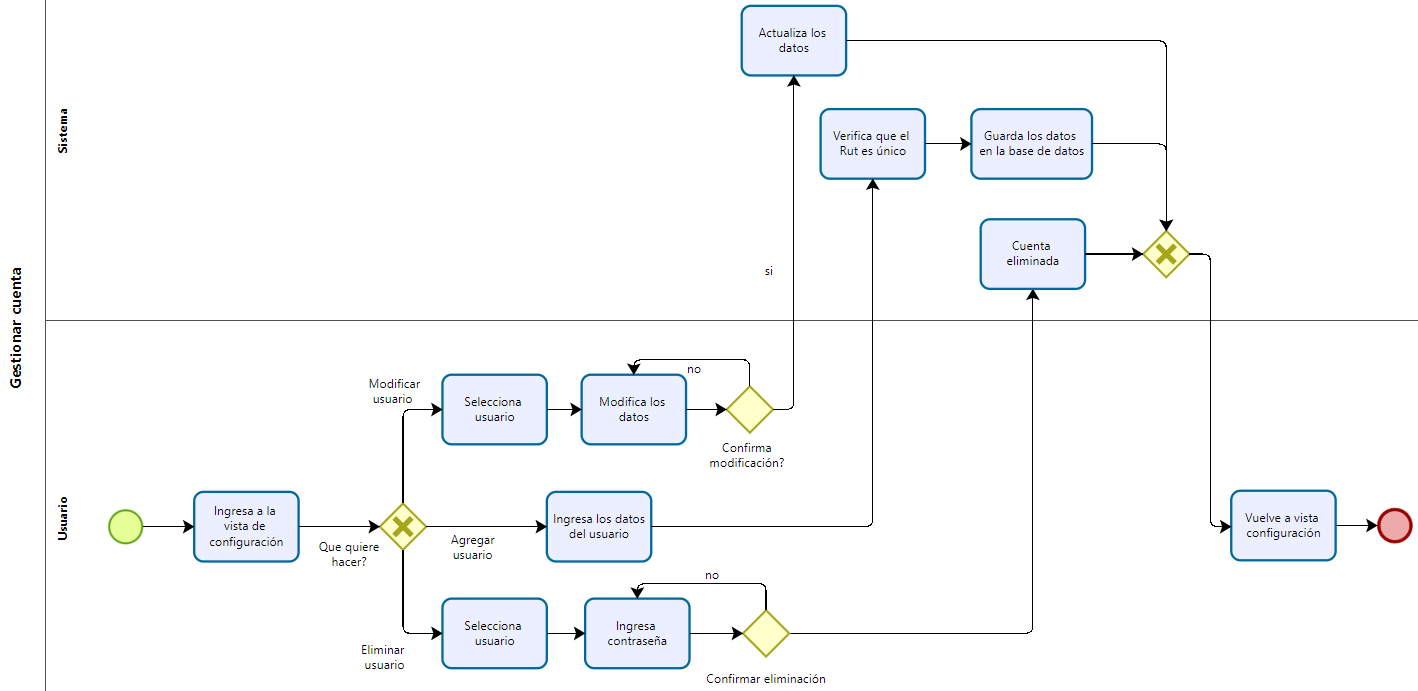 Gestionar cuenta
Sistema
Actualiza los
datos
Verifica que el
Rut es único
Guarda los datos
en la base de datos
Cuenta
eliminada
si
Usuario
Modificar
usuario
Selecciona
usuario
Modifica los
datos
no
Confirma
modificación?
Ingresa a la
vista de
configuración
Que quiere
hacer?
Agregar
usuario
Ingresa los datos
del usuario
Vuelve a vista
configuración
Eliminar
usuario
Selecciona
usuario
Ingresa
contraseña
no
Confirmar eliminación